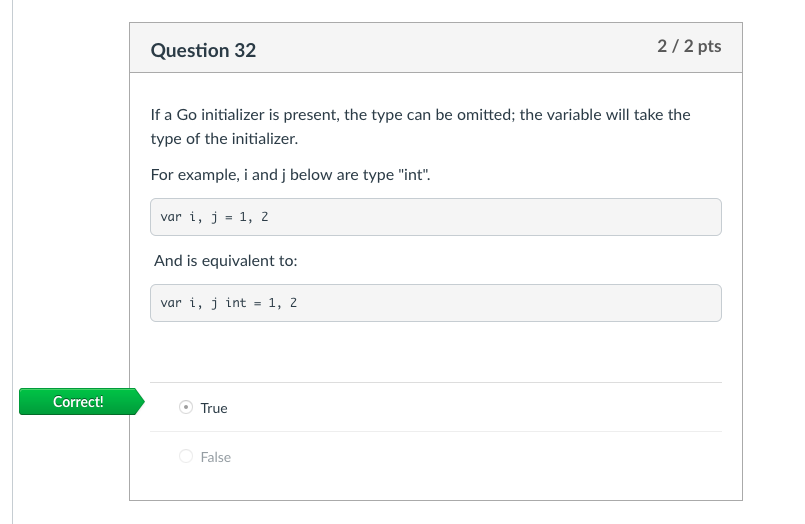 Question 32
2 / 2 pts
If a Go initializer is present, the type can be omitted; the variable will take the
type of the initializer.
For example, i and j below are type "int".
var i, j = 1, 2
And is equivalent to:
var i, j int = 1, 2
Correct!
True
False